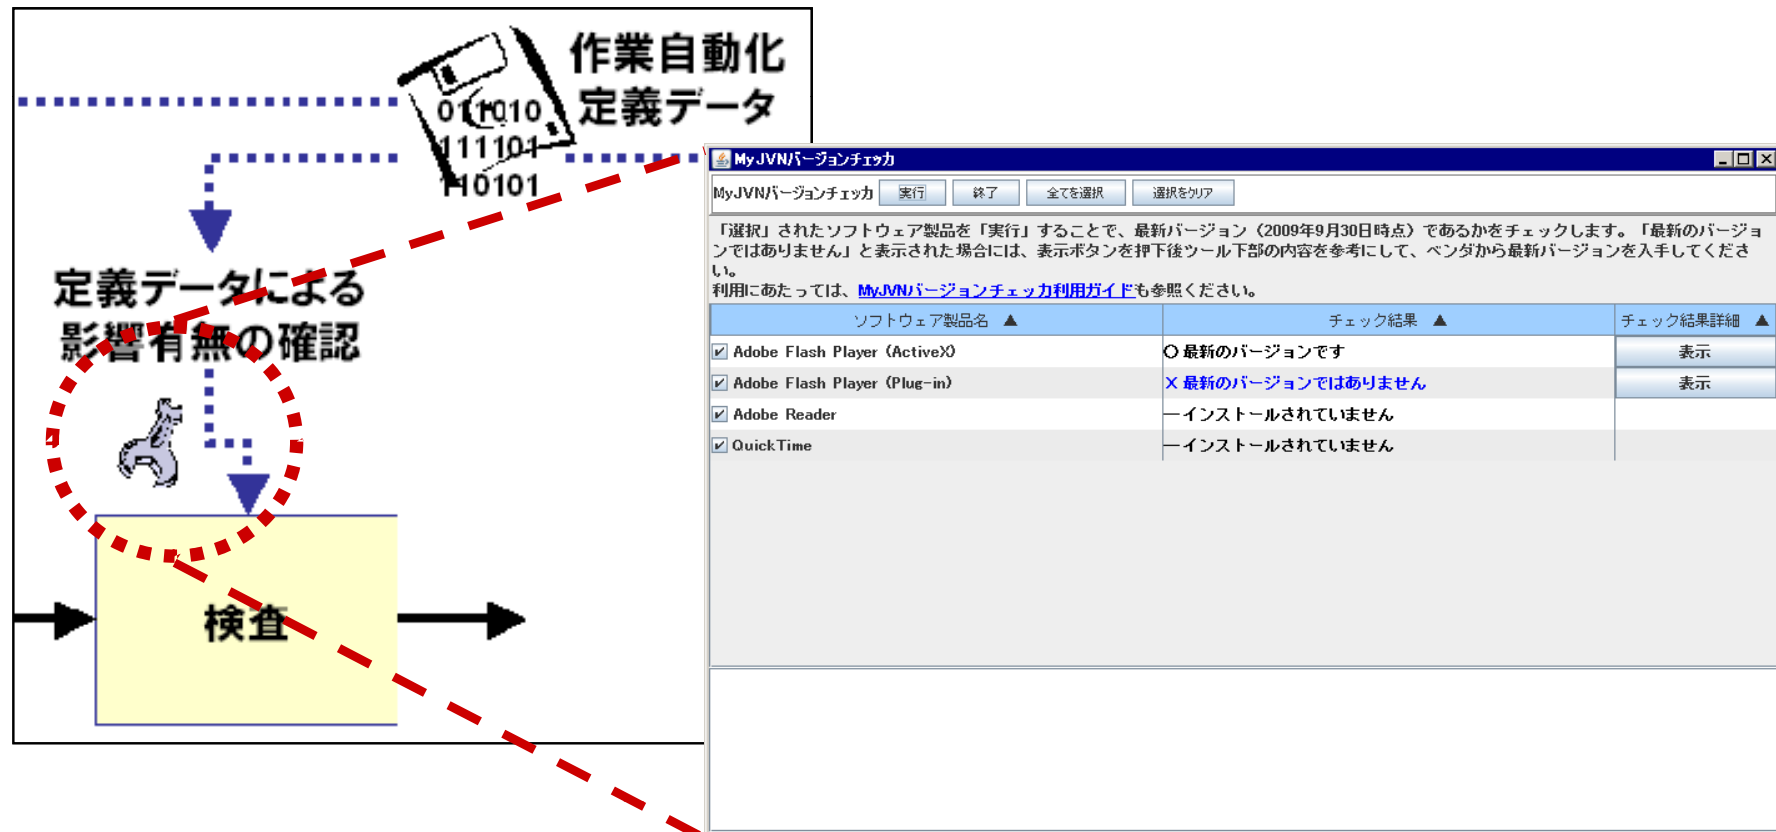 作業自動化
定義データ
011010
111101
110101
定義データによる
影響有無の確認
検査
MyJVNバージョンチェッカ
MyJVNバージョンチェッカ 実行 終了 全てを選択 選択をクリア
「選択」されたソフトウェア製品を「実行」することで、最新バージョン（2009年9月30日時点）であるかをチェックします。「最新のバージョ
ンではありません」と表示された場合には、表示ボタンを押下後ツール下部の内容を参考にして、ベンダから最新バージョンを入手してくださ
い。
利用にあたっては、MyJVNバージョンチェッカ利用ガイドも参照ください。
ソフトウェア製品名 ▲ チェック結果 ▲ チェック結果詳細 ▲
Adobe Flash Player (ActiveX) ○ 最新のバージョンです 表示
Adobe Flash Player (Plug-in) × 最新のバージョンではありません 表示
Adobe Reader ーインストールされていません
QuickTime ーインストールされていません